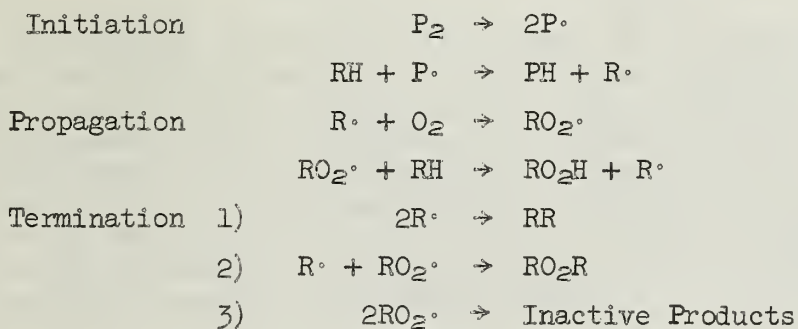 Initiation P₂ → 2P·
RH + P· → PH + R·
Propagation R· + O₂ → RO₂·
RO₂· + RH → RO₂H + R·
Termination 1) 2R· → RR
2) R· + RO₂· → RO₂R
3) 2RO₂· → Inactive Products